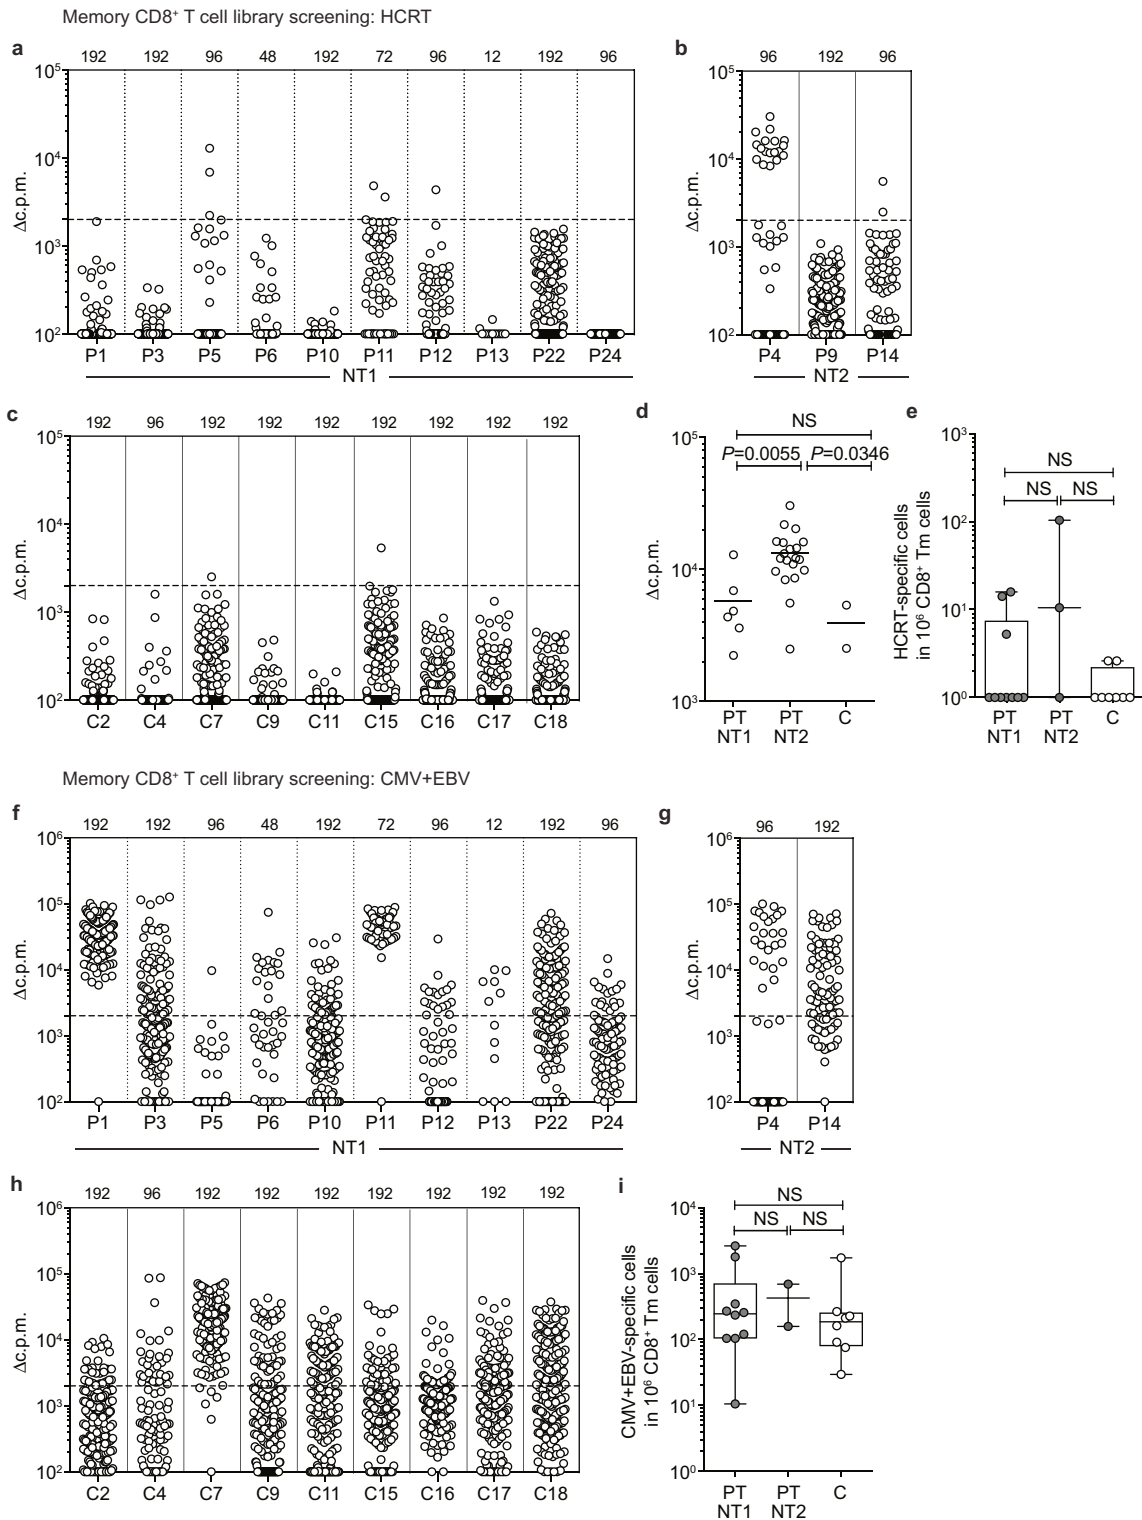 Memory CD8⁺ T cell library screening: HCRT
a
192 192 96 48 192 72 96 12 192 96
10⁵
10⁴
10³
10²
Δc.p.m.
P1 P3 P5 P6 P10 P11 P12 P13 P22 P24
NT1
b
96 192 96
10⁵
10⁴
10³
10²
Δc.p.m.
P4 P9 P14
NT2
c
192 96 192 192 192 192 192 192 192
10⁵
10⁴
10³
10²
Δc.p.m.
C2 C4 C7 C9 C11 C15 C16 C17 C18
d
NS
P=0.0055 P=0.0346
10⁵
10⁴
10³
Δc.p.m.
PT PT C
NT1 NT2
e
NS
NS NS
10³
10²
10¹
10⁰
HCRT-specific cells
in 10⁶ CD8⁺ Tm cells
PT PT C
NT1 NT2
Memory CD8⁺ T cell library screening: CMV+EBV
f
192 192 96 48 192 72 96 12 192 96
10⁶
10⁵
10⁴
10³
10²
Δc.p.m.
P1 P3 P5 P6 P10 P11 P12 P13 P22 P24
NT1
g
96 192
10⁶
10⁵
10⁴
10³
10²
Δc.p.m.
P4 P14
NT2
h
192 96 192 192 192 192 192 192 192
10⁶
10⁵
10⁴
10³
10²
Δc.p.m.
C2 C4 C7 C9 C11 C15 C16 C17 C18
i
NS
NS NS
10⁴
10³
10²
10¹
10⁰
CMV+EBV-specific cells
in 10⁶ CD8⁺ Tm cells
PT PT C
NT1 NT2